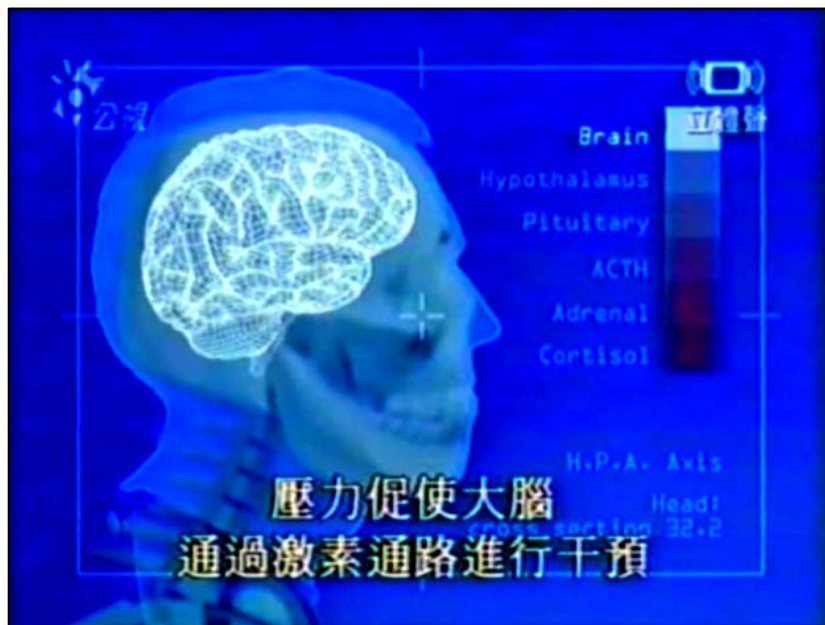 公視
立體聲
Brain
Hypothalamus
Pituitary
ACTH
Adrenal
Cortisol
H.P.A. Axis
Head:
cross section 32.2
壓力促使大腦
通過激素通路進行干預